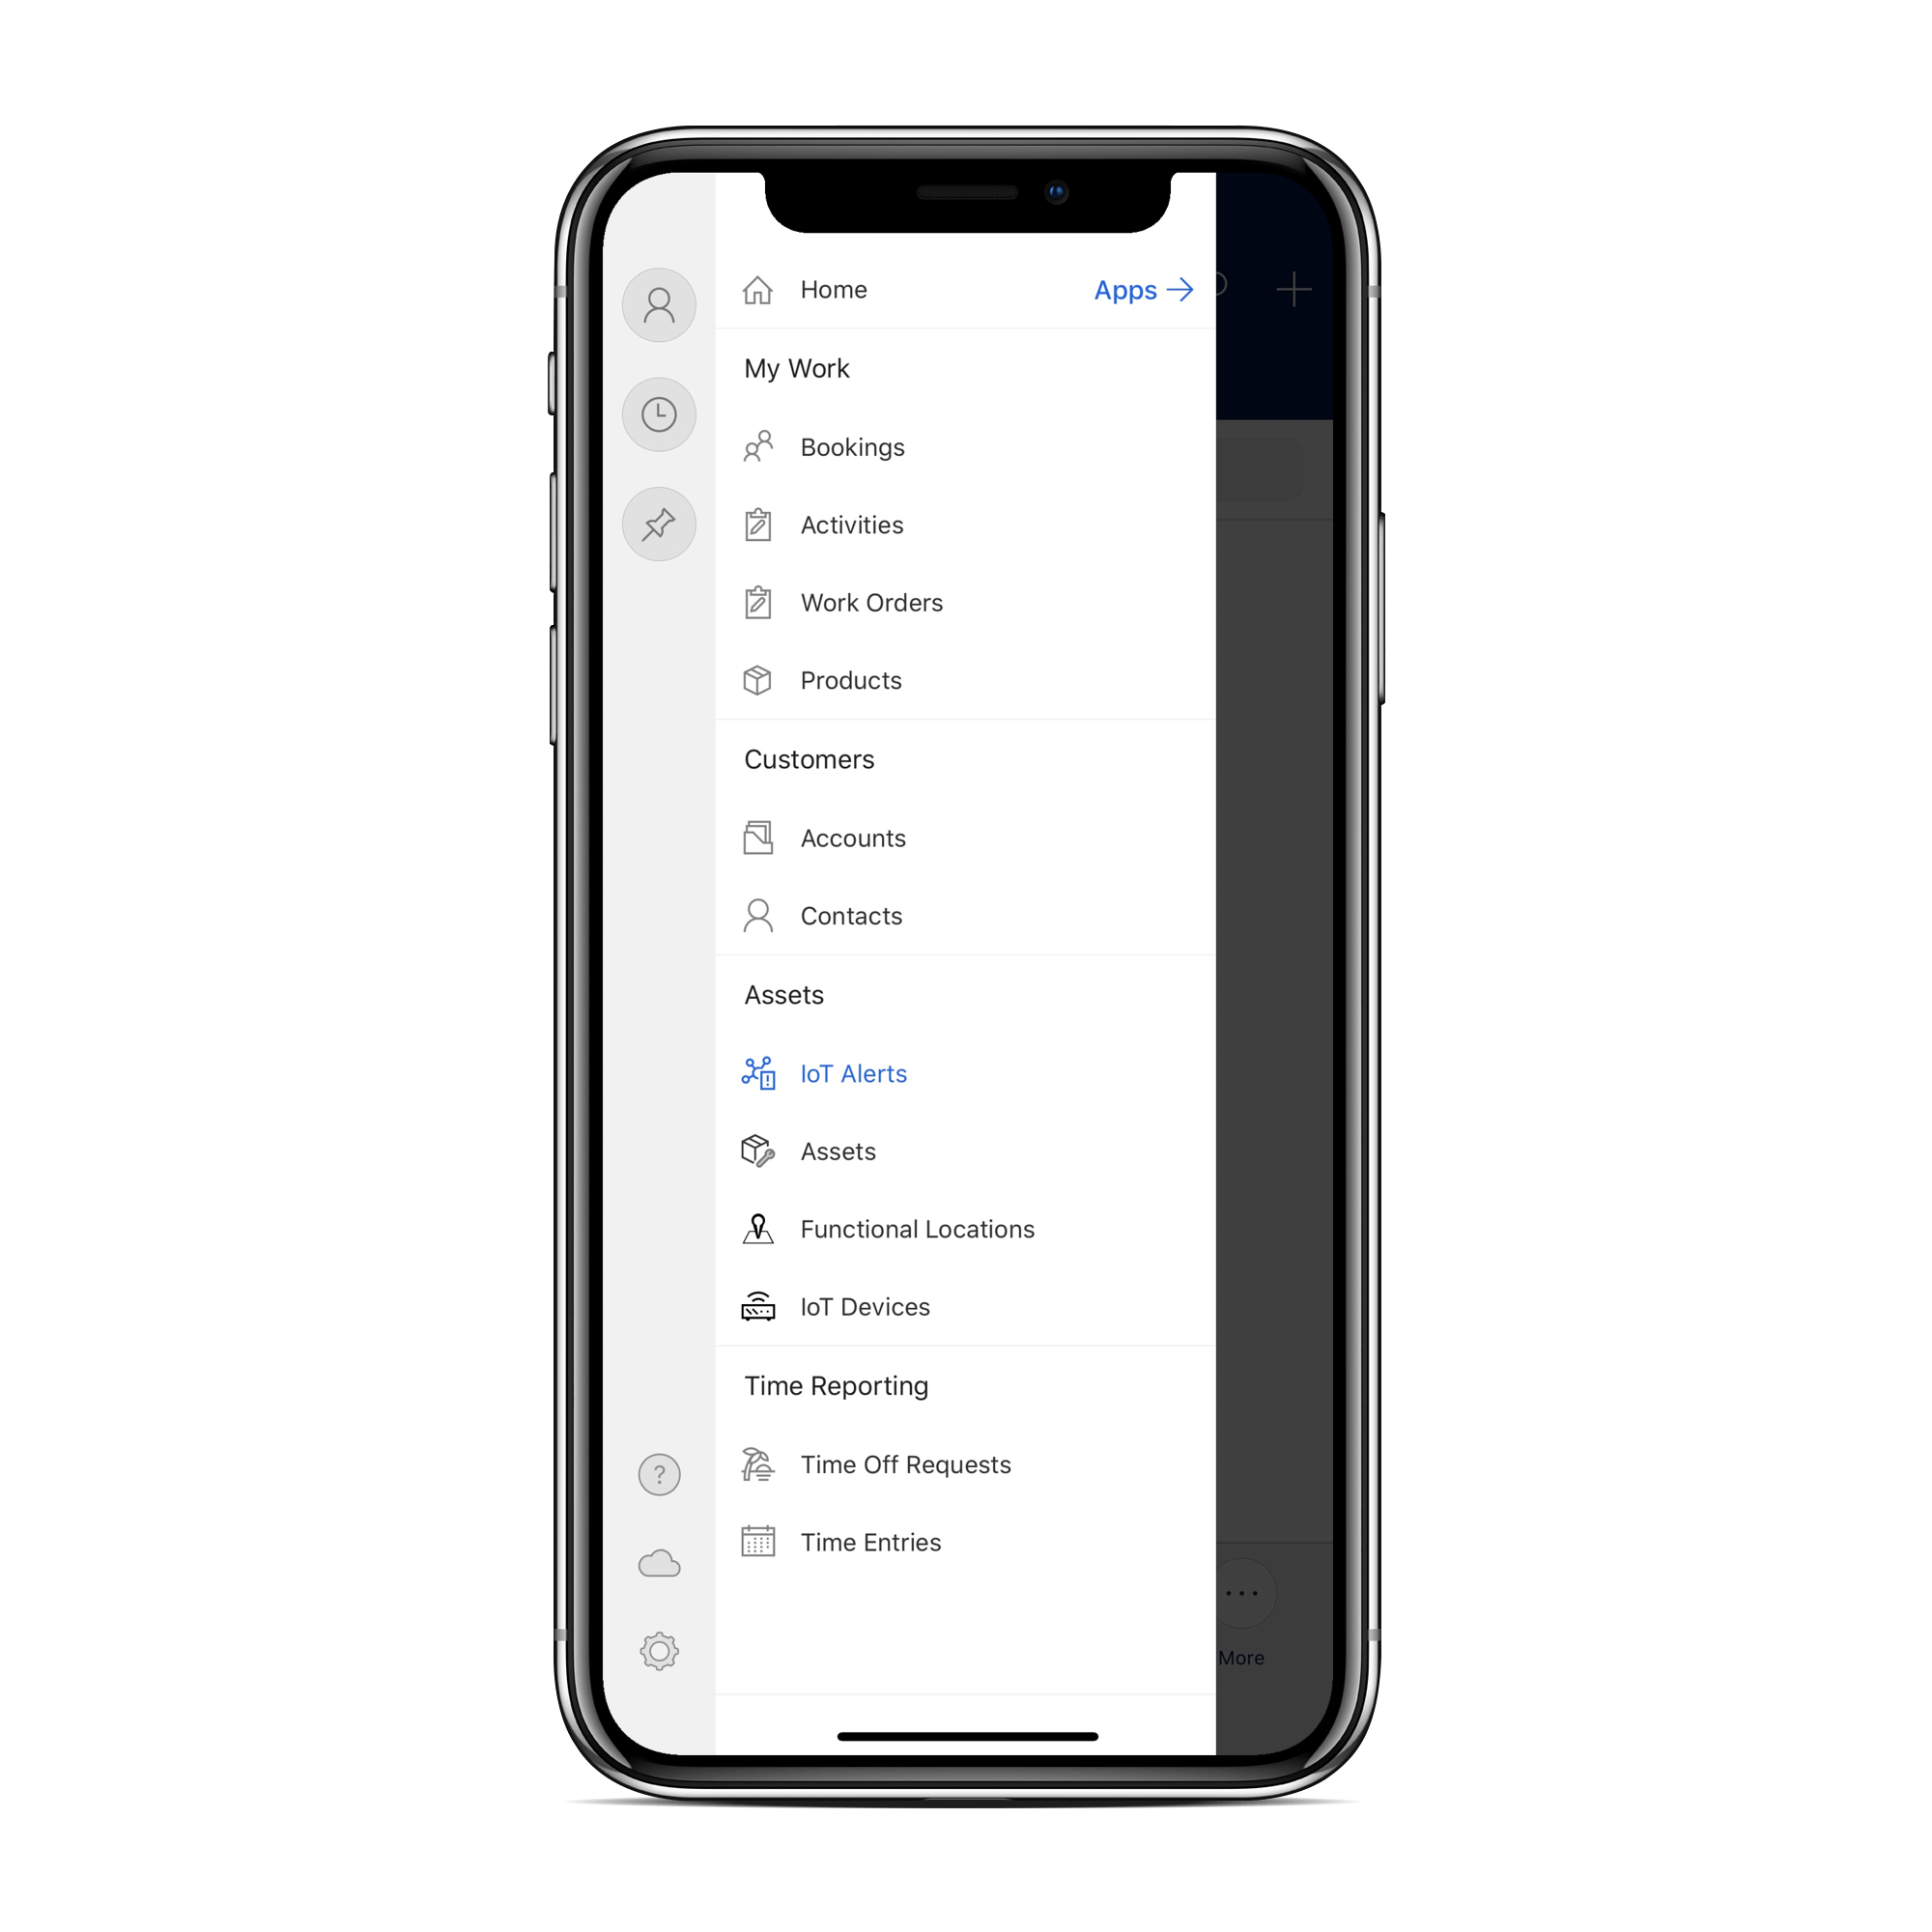 Home Apps
My Work
Bookings
Activities
Work Orders
Products
Customers
Accounts
Contacts
Assets
IoT Alerts
Assets
Functional Locations
IoT Devices
Time Reporting
Time Off Requests
Time Entries
?
More